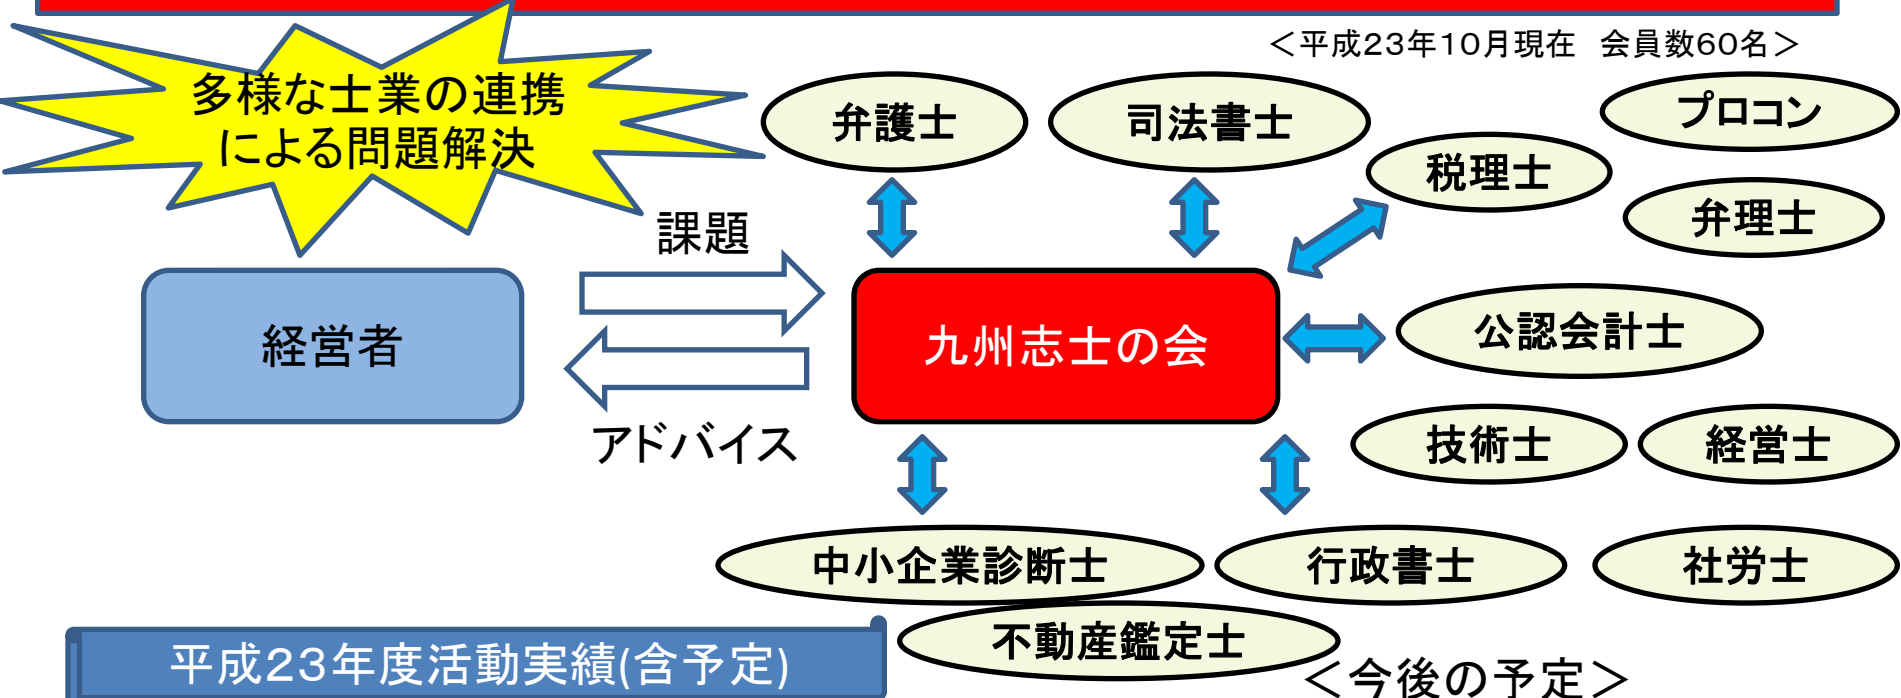 ＜平成23年10月現在　会員数60名＞
多様な士業の連携
による問題解決
弁護士
司法書士
プロコン
税理士
弁理士
課題
経営者
九州志士の会
公認会計士
アドバイス
技術士
経営士
中小企業診断士
行政書士
社労士
不動産鑑定士
平成23年度活動実績(含予定)
＜今後の予定＞